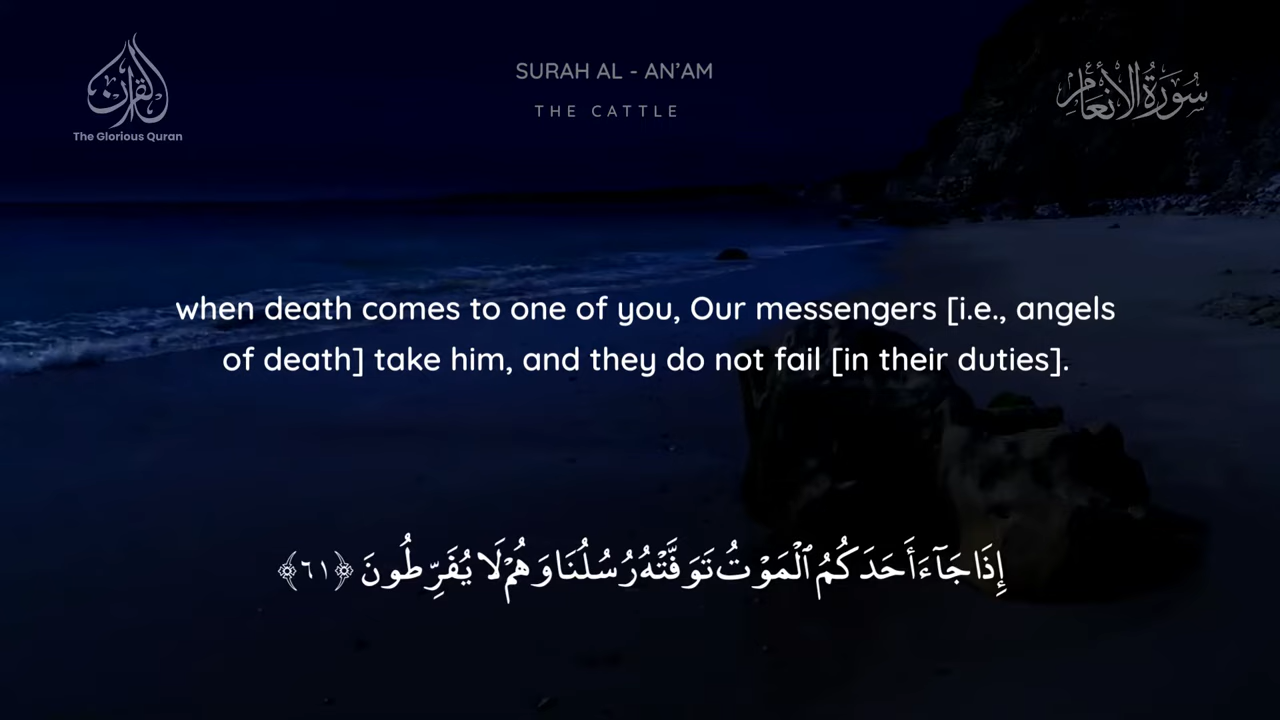 القرآن
The Glorious Quran
SURAH AL - AN’AM
THE CATTLE
سُورَةُ الأَنْعَامِ
when death comes to one of you, Our messengers [i.e., angels
of death] take him, and they do not fail [in their duties].
إِذَا جَآءَ أَحَدَكُمُ ٱلْمَوْتُ تَوَفَّتْهُ رُسُلُنَا وَهُمْ لَا يُفَرِّطُونَ ﴿٦١﴾